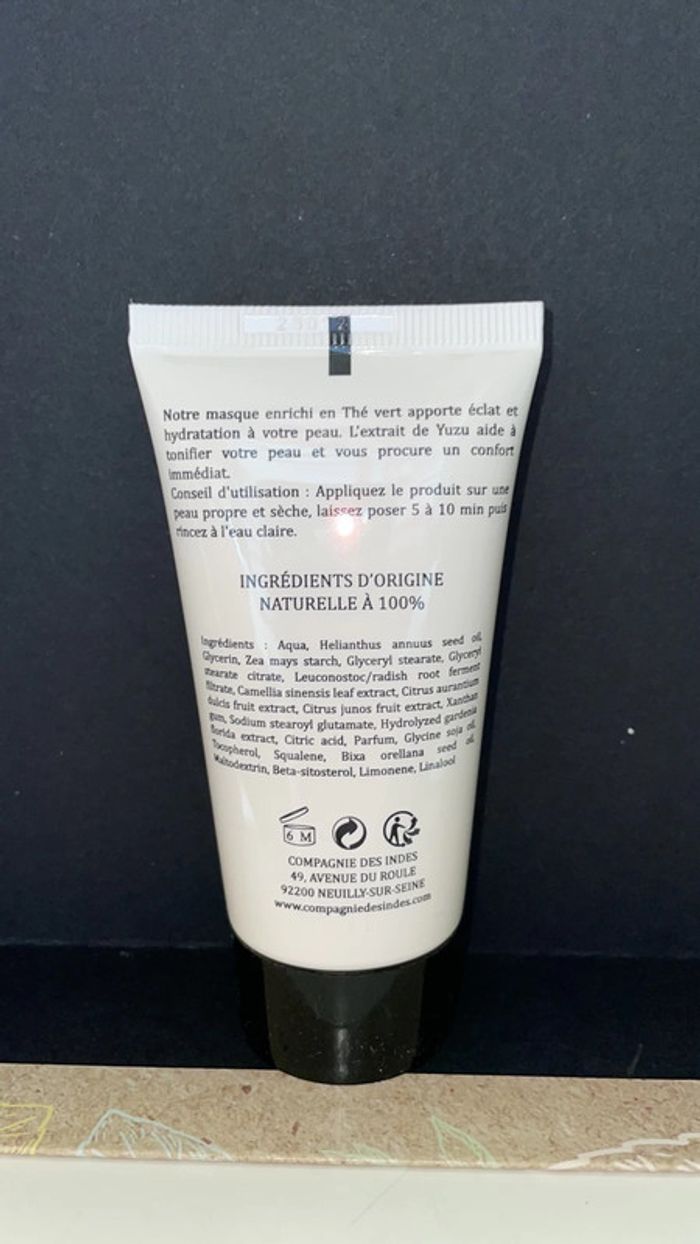 Notre masque enrichi en Thé vert apporte éclat et
hydratation à votre peau. L'extrait de Yuzu aide à
tonifier votre peau et vous procure un confort
immédiat.
Conseil d'utilisation : Appliquez le produit sur une
peau propre et sèche, laissez poser 5 à 10 min puis
rincez à l'eau claire.
INGRÉDIENTS D'ORIGINE
NATURELLE À 100%
Ingrédients : Aqua, Helianthus annuus seed oil,
Glycerin, Zea mays starch, Glyceryl stearate, Glyceryl
stearate citrate, Leuconostoc/radish root ferment
filtrate, Camellia sinensis leaf extract, Citrus aurantium
dulcis fruit extract, Citrus junos fruit extract, Xanthan
gum, Sodium stearoyl glutamate, Hydrolyzed gardenia
florida extract, Citric acid, Parfum, Glycine soja oil,
Tocopherol, Squalene, Bixa orellana seed oil,
Maltodextrin, Beta-sitosterol, Limonene, Linalool
6 M
COMPAGNIE DES INDES
49, AVENUE DU ROULE
92200 NEUILLY-SUR-SEINE
www.compagniedesindes.com